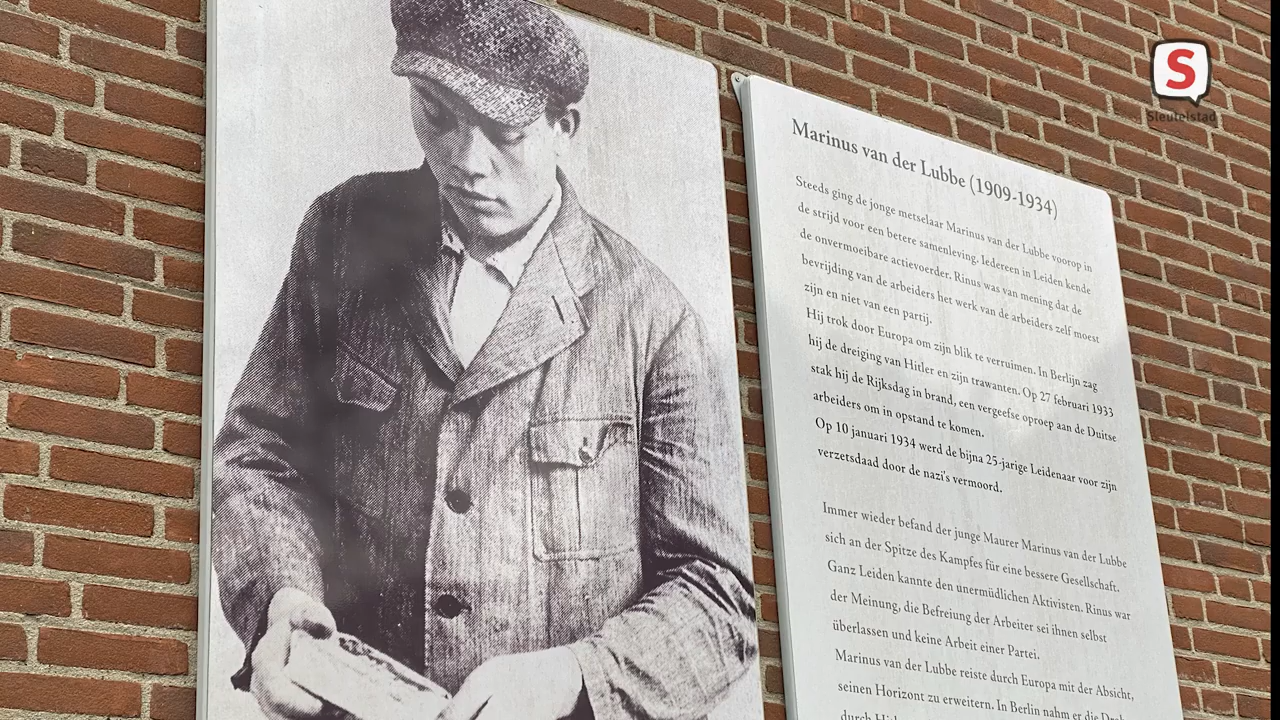 S
Sleutelstad
Marinus van der Lubbe (1909-1934)
Steeds ging de jonge metselaar Marinus van der Lubbe voorop in
de strijd voor een betere samenleving. Iedereen in Leiden kende
de onvermoeibare actievoerder. Rinus was van mening dat de
bevrijding van de arbeiders het werk van de arbeiders zelf moest
zijn en niet van een partij.
Hij trok door Europa om zijn blik te verruimen. In Berlijn zag
hij de dreiging van Hitler en zijn trawanten. Op 27 februari 1933
stak hij de Rijksdag in brand, een vergeefse oproep aan de Duitse
arbeiders om in opstand te komen.
Op 10 januari 1934 werd de bijna 25-jarige Leidenaar voor zijn
verzetsdaad door de nazi's vermoord.
Immer wieder befand der junge Maurer Marinus van der Lubbe
sich an der Spitze des Kampfes für eine bessere Gesellschaft.
Ganz Leiden kannte den unermüdlichen Aktivisten. Rinus war
der Meinung, die Befreiung der Arbeiter sei ihnen selbst
überlassen und keine Arbeit einer Partei.
Marinus van der Lubbe reiste durch Europa mit der Absicht,
seinen Horizont zu erweitern. In Berlin nahm er die
durch